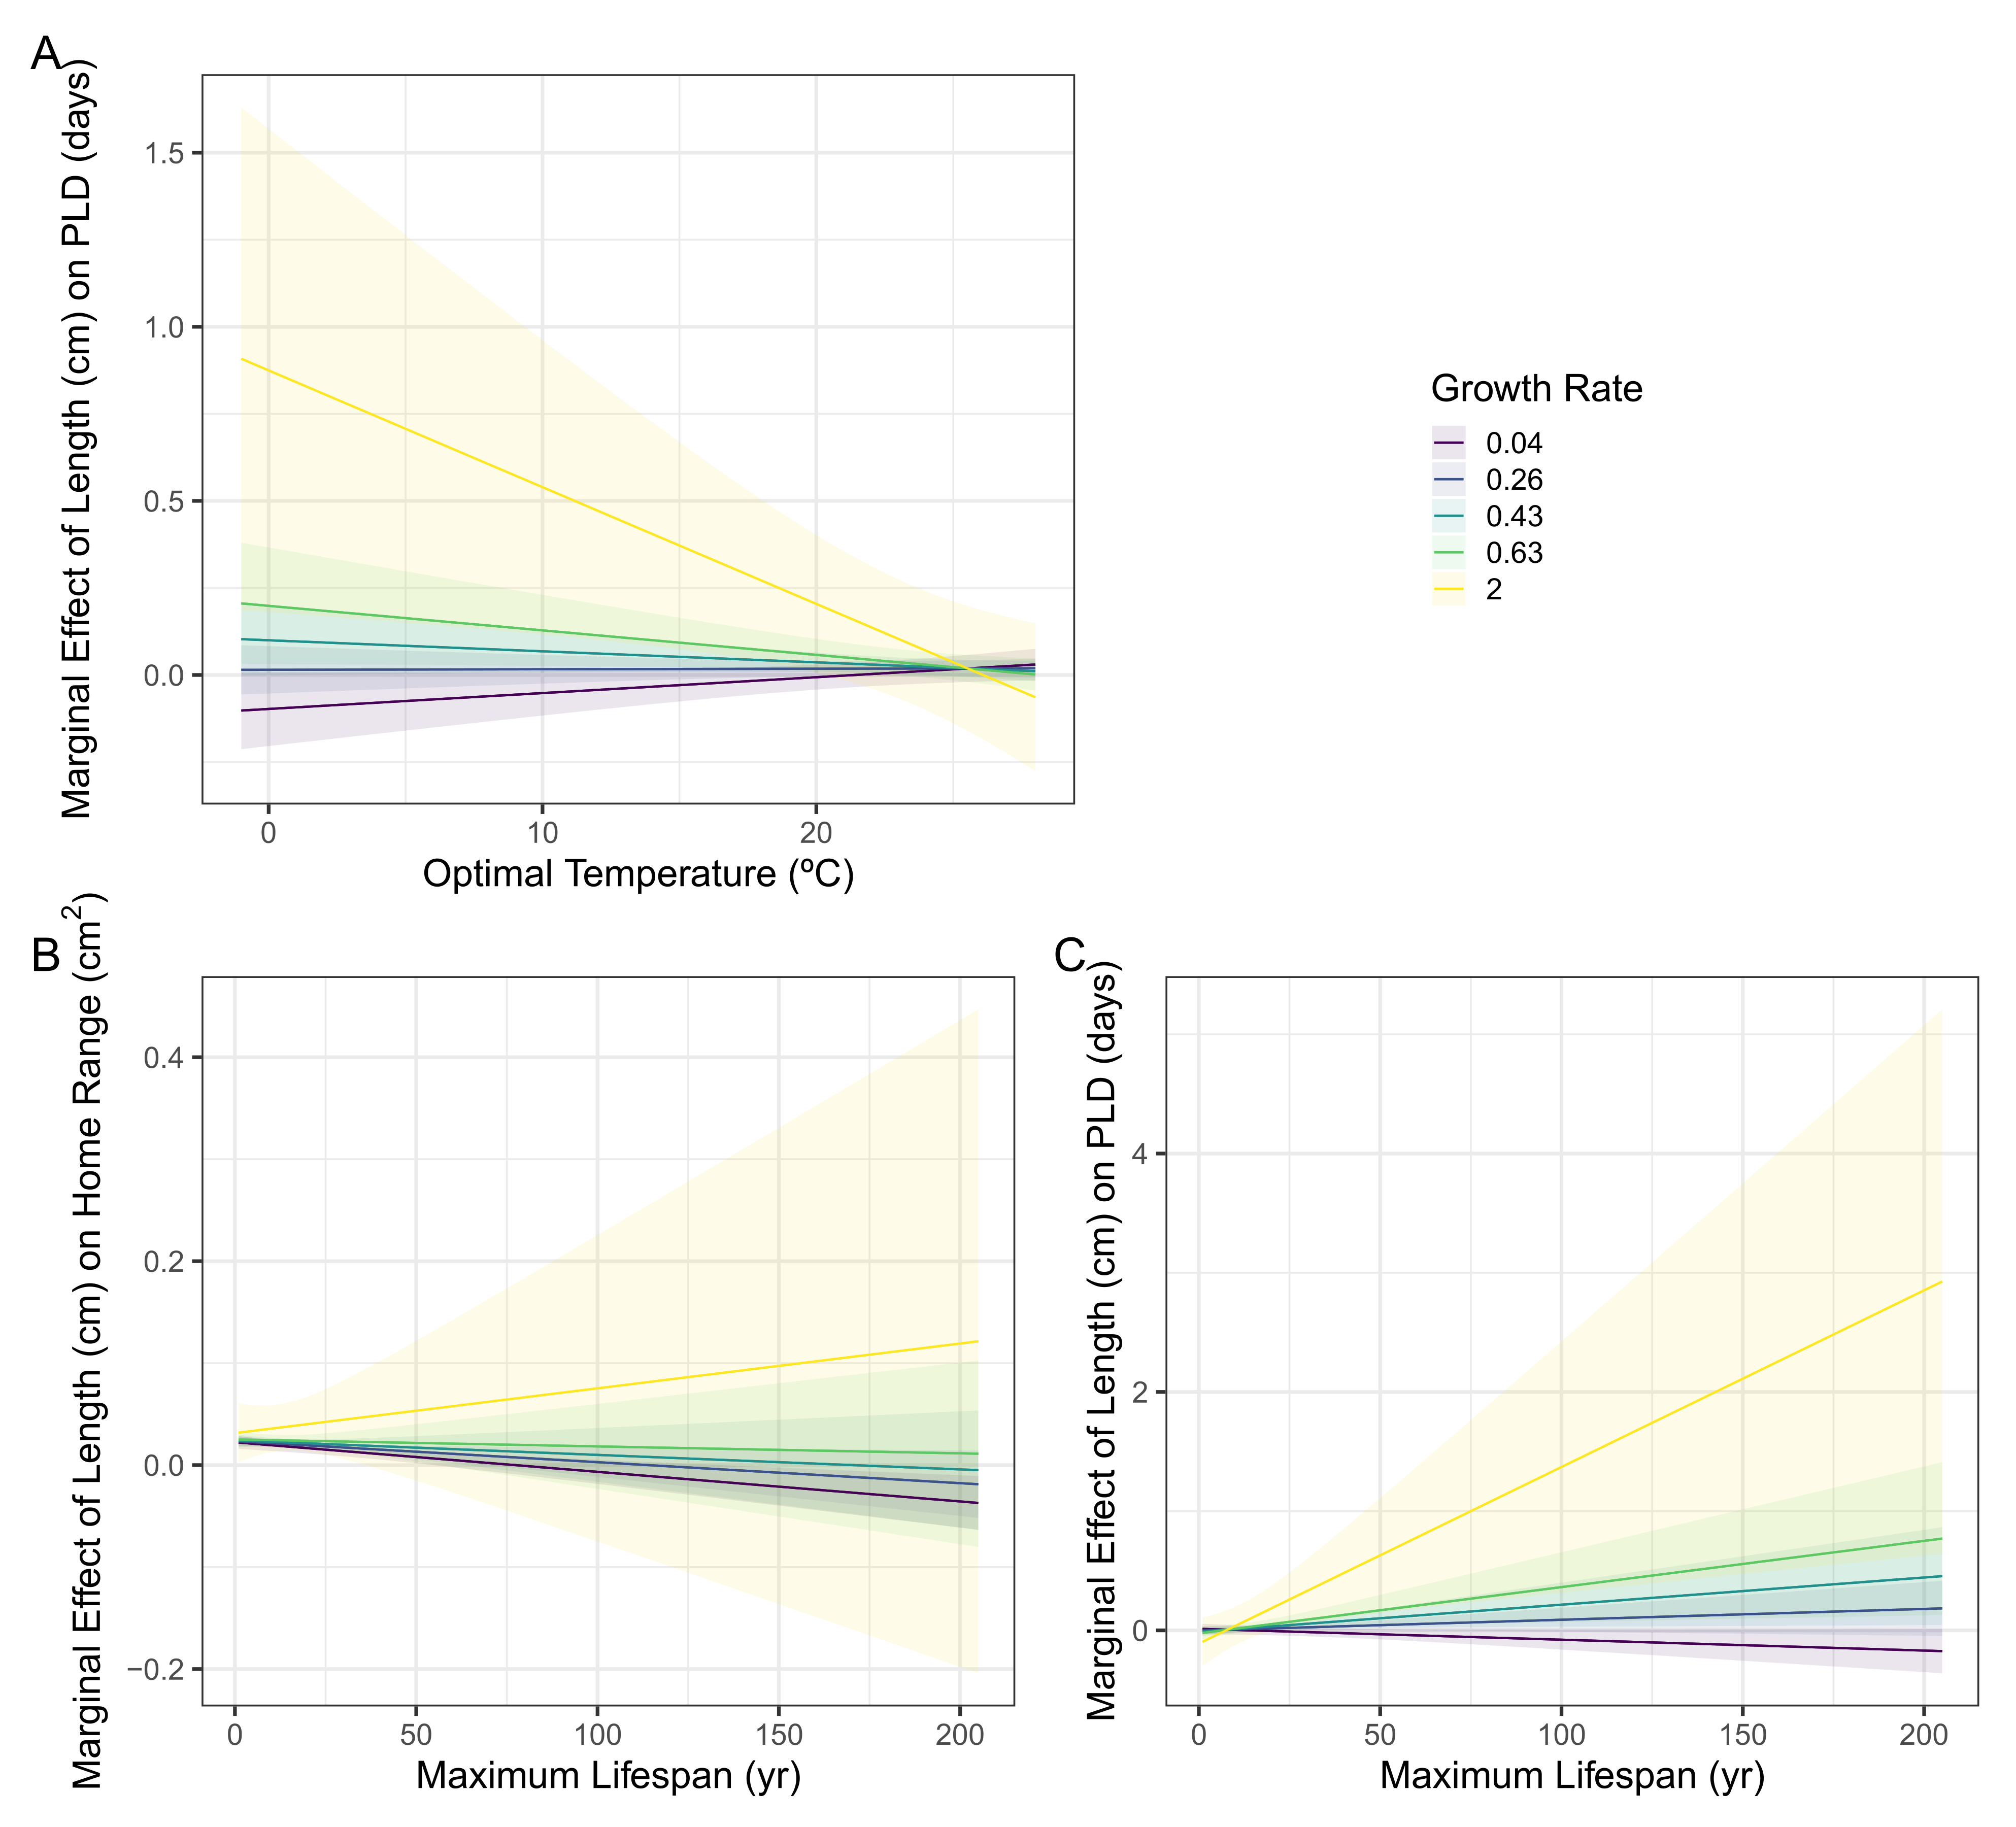 A
Marginal Effect of Length (cm) on PLD (days)
1.5
1.0
0.5
0.0
0
10
20
Optimal Temperature (ºC)
Growth Rate
0.04
0.26
0.43
0.63
2
B
Marginal Effect of Length (cm) on Home Range (cm²)
0.4
0.2
0.0
−0.2
0
50
100
150
200
Maximum Lifespan (yr)
C
Marginal Effect of Length (cm) on PLD (days)
4
2
0
0
50
100
150
200
Maximum Lifespan (yr)